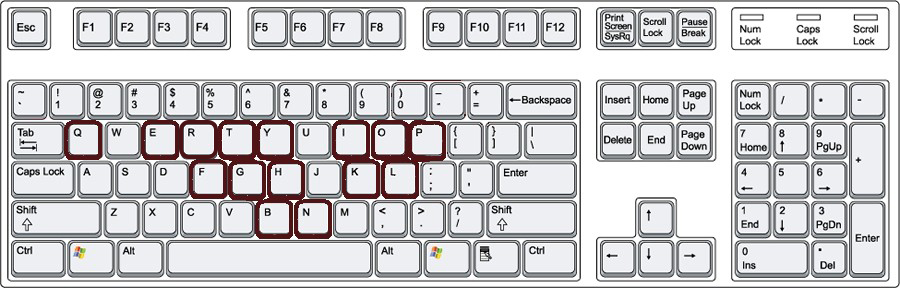 Esc F1 F2 F3 F4 F5 F6 F7 F8 F9 F10 F11 F12 Print Screen SysRq Scroll Lock Pause Break Num Lock Caps Lock Scroll Lock
~ ` ! 1 @ 2 # 3 $ 4 % 5 ^ 6 & 7 * 8 ( 9 ) 0 _ - + = ←Backspace Insert Home Page Up Num Lock / * -
Tab Q W E R T Y U I O P { [ } ] | \ Delete End Page Down 7 Home 8 ↑ 9 PgUp +
Caps Lock A S D F G H J K L : ; " ' Enter 4 ← 5 6 →
Shift ⇧ Z X C V B N M < , > . ? / Shift ⇧ ↑ 1 End 2 ↓ 3 PgDn Enter
Ctrl Alt Alt Ctrl ← ↓ → 0 Ins . Del